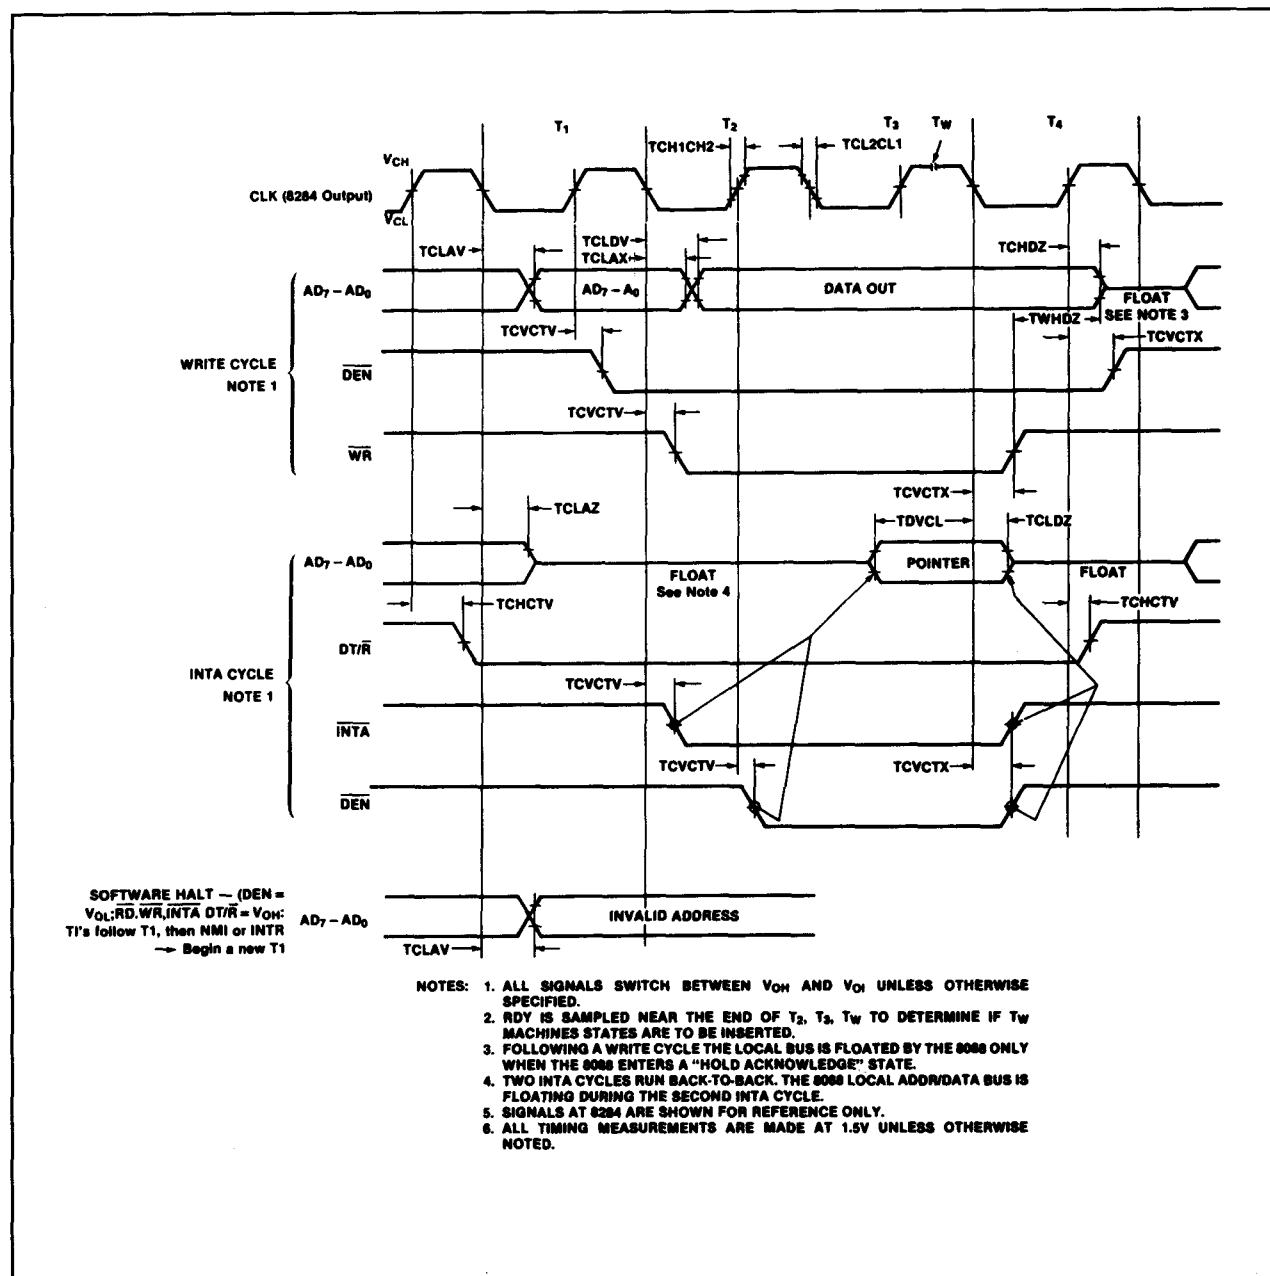 T1 T2 T3 TW T4
TCH1CH2 TCL2CL1
VCH
CLK (8284 Output)
VCL
TCLAV TCLDV TCHDZ
TCLAX
AD7 – AD0 AD7 – A0 DATA OUT FLOAT
SEE NOTE 3
TWHDZ
TCVCTV TCVCTX
WRITE CYCLE
NOTE 1
DEN
TCVCTV
WR
TCVCTX
TCLAZ TDVCL TCLDZ
AD7 – AD0 POINTER
FLOAT FLOAT
See Note 4
TCHCTV TCHCTV
DT/R
INTA CYCLE
NOTE 1
TCVCTV
INTA
TCVCTV TCVCTX
DEN
SOFTWARE HALT — (DEN =
VOL;RD.WR,INTA DT/R = VOH:
TI's follow T1, then NMI or INTR
→ Begin a new T1
AD7 – AD0 INVALID ADDRESS
TCLAV
NOTES: 1. ALL SIGNALS SWITCH BETWEEN VOH AND VOl UNLESS OTHERWISE
SPECIFIED.
2. RDY IS SAMPLED NEAR THE END OF T2, T3, TW TO DETERMINE IF TW
MACHINES STATES ARE TO BE INSERTED.
3. FOLLOWING A WRITE CYCLE THE LOCAL BUS IS FLOATED BY THE 8088 ONLY
WHEN THE 8088 ENTERS A “HOLD ACKNOWLEDGE” STATE.
4. TWO INTA CYCLES RUN BACK-TO-BACK. THE 8088 LOCAL ADDR/DATA BUS IS
FLOATING DURING THE SECOND INTA CYCLE.
5. SIGNALS AT 8284 ARE SHOWN FOR REFERENCE ONLY.
6. ALL TIMING MEASUREMENTS ARE MADE AT 1.5V UNLESS OTHERWISE
NOTED.